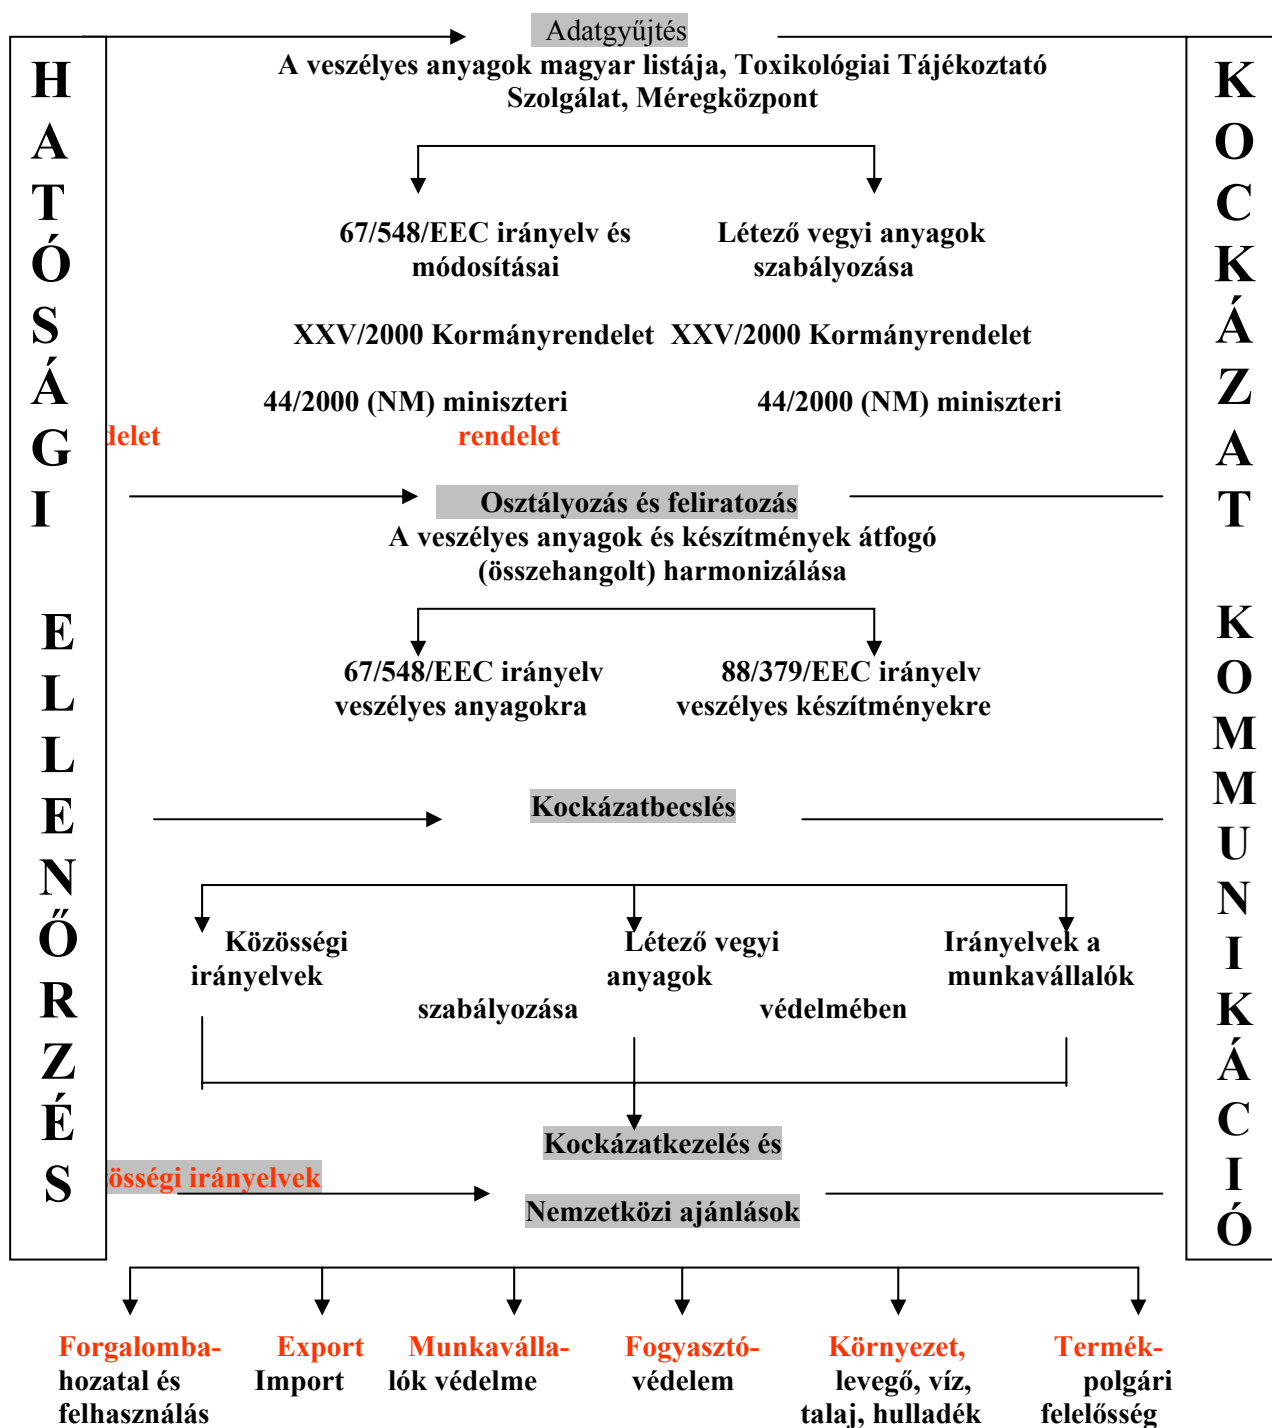 HATÓSÁGI ELLENŐRZÉS
Adatgyűjtés
A veszélyes anyagok magyar listája, Toxikológiai Tájékoztató
Szolgálat, Méregközpont
67/548/EEC irányelv és Létező vegyi anyagok
módosításai szabályozása
XXV/2000 Kormányrendelet XXV/2000 Kormányrendelet
44/2000 (NM) miniszteri 44/2000 (NM) miniszteri
delet rendelet
Osztályozás és feliratozás
A veszélyes anyagok és készítmények átfogó
(összehangolt) harmonizálása
67/548/EEC irányelv 88/379/EEC irányelv
veszélyes anyagokra veszélyes készítményekre
Kockázatbecslés
Közösségi Létező vegyi Irányelvek a
irányelvek anyagok munkavállalók
szabályozása védelmében
Kockázatkezelés és
össégi irányelvek
Nemzetközi ajánlások
Forgalomba- Export Munkaválla- Fogyasztó- Környezet, Termék-
hozatal és Import lók védelme védelem levegő, víz, polgári
felhasználás talaj, hulladék felelősség
KOCKÁZAT KOMMUNIKÁCIÓ